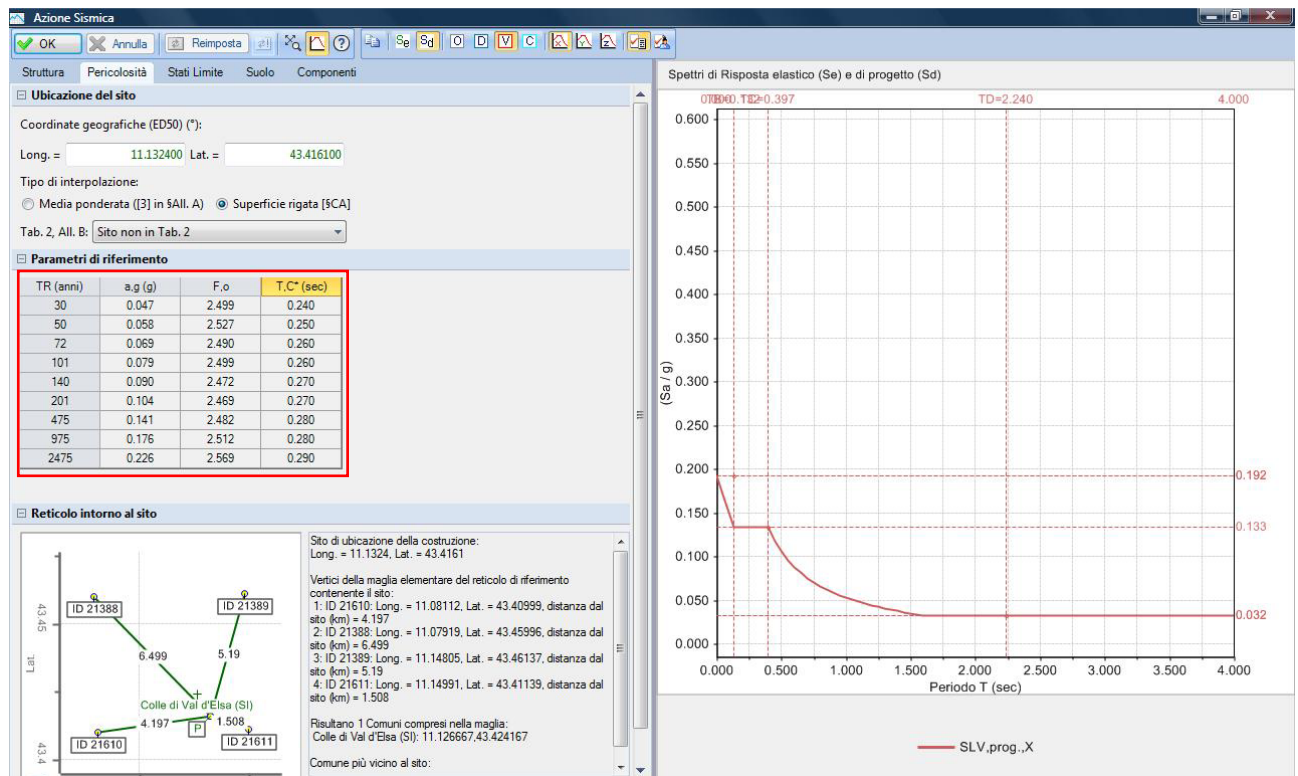 Azione Sismica
OK Annulla Reimposta Se Sd O D V C X Y Z
Struttura Pericolosità Stati Limite Suolo Componenti
Ubicazione del sito
Coordinate geografiche (ED50) (°):
Long. = 11.132400 Lat. = 43.416100
Tipo di interpolazione:
Media ponderata ([3] in §All. A) Superficie rigata [§CA]
Tab. 2, All. B: Sito non in Tab. 2
Parametri di riferimento
TR (anni) a,g (g) F,o T,C* (sec)
30 0.047 2.499 0.240
50 0.058 2.527 0.250
72 0.069 2.490 0.260
101 0.079 2.499 0.260
140 0.090 2.472 0.270
201 0.104 2.469 0.270
475 0.141 2.482 0.280
975 0.176 2.512 0.280
2475 0.226 2.569 0.290
Reticolo intorno al sito
43.45
Lat
43.4
ID 21388
ID 21389
6.499
5.19
Colle di Val d'Elsa (SI)
4.197
P
1.508
ID 21610
ID 21611
Sito di ubicazione della costruzione:
Long. = 11.1324, Lat. = 43.4161
Vertici della maglia elementare del reticolo di riferimento
contenente il sito:
1: ID 21610: Long. = 11.08112, Lat. = 43.40999, distanza dal
sito (km) = 4.197
2: ID 21388: Long. = 11.07919, Lat. = 43.45996, distanza dal
sito (km) = 6.499
3: ID 21389: Long. = 11.14805, Lat. = 43.46137, distanza dal
sito (km) = 5.19
4: ID 21611: Long. = 11.14991, Lat. = 43.41139, distanza dal
sito (km) = 1.508
Risultano 1 Comuni compresi nella maglia:
Colle di Val d'Elsa (SI): 11.126667,43.424167
Comune più vicino al sito:
Spettri di Risposta elastico (Se) e di progetto (Sd)
TD=2.240
4.000
0.600
0.550
0.500
0.450
0.400
0.350
0.300
0.250
0.200
0.150
0.100
0.050
0.000
(Sa / g)
0.192
0.133
0.032
0.000 0.500 1.000 1.500 2.000 2.500 3.000 3.500 4.000
Periodo T (sec)
SLV,prog.,X